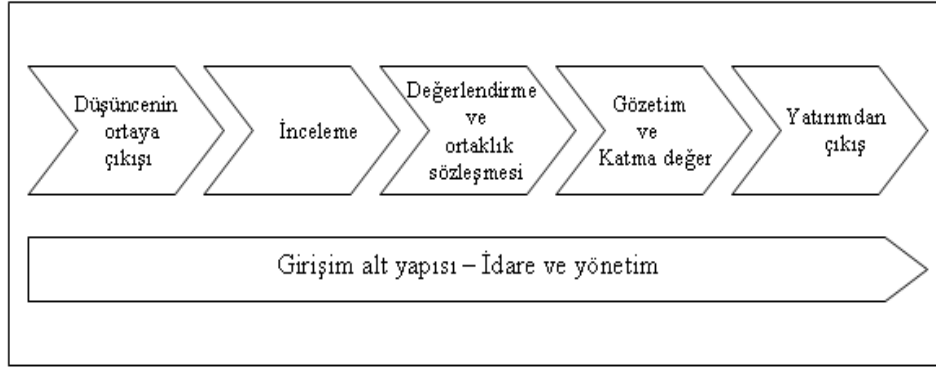 Düşüncenin
ortaya
çıkışı
İnceleme
Değerlendirme
ve
ortaklık
sözleşmesi
Gözetim
ve
Katma değer
Yatırımdan
çıkış
Girişim alt yapısı – İdare ve yönetim